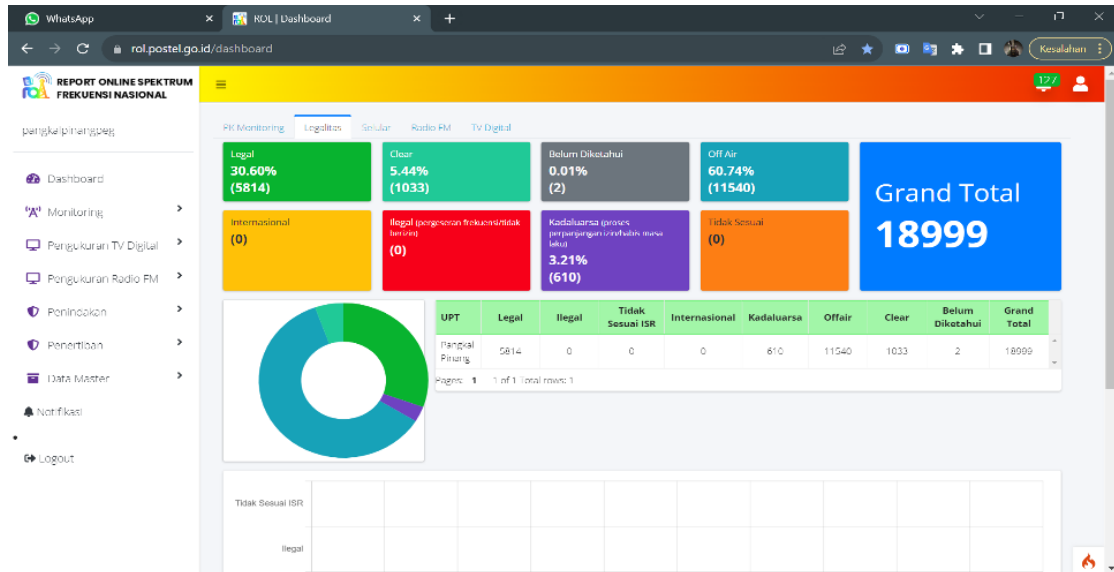 WhatsApp
ROL | Dashboard
rol.postel.go.id/dashboard
Kesalahan
REPORT ONLINE SPEKTRUM
FREKUENSI NASIONAL
127
pangkalpinangpeg
Dashboard
Monitoring
Pengukuran TV Digital
Pengukuran Radio FM
Penindakan
Penertiban
Data Master
Notifikasi
Logout
PK Monitoring Legalitas Selular Radio FM TV Digital
Legal
30.60%
(5814)
Clear
5.44%
(1033)
Belum Diketahui
0.01%
(2)
Off Air
60.74%
(11540)
Grand Total
18999
Internasional
(0)
Ilegal (pergeseran frekuensi/tidak
berizin)
(0)
Kadaluarsa (proses
perpanjangan izin/habis masa
laku)
3.21%
(610)
Tidak Sesuai
(0)
UPT Legal Ilegal Tidak Sesuai ISR Internasional Kadaluarsa Offair Clear Belum Diketahui Grand Total
Pangkal Pinang 5814 0 0 0 610 11540 1033 2 18999
Pages: 1 1 of 1 Total rows: 1
Tidak Sesuai ISR
Ilegal